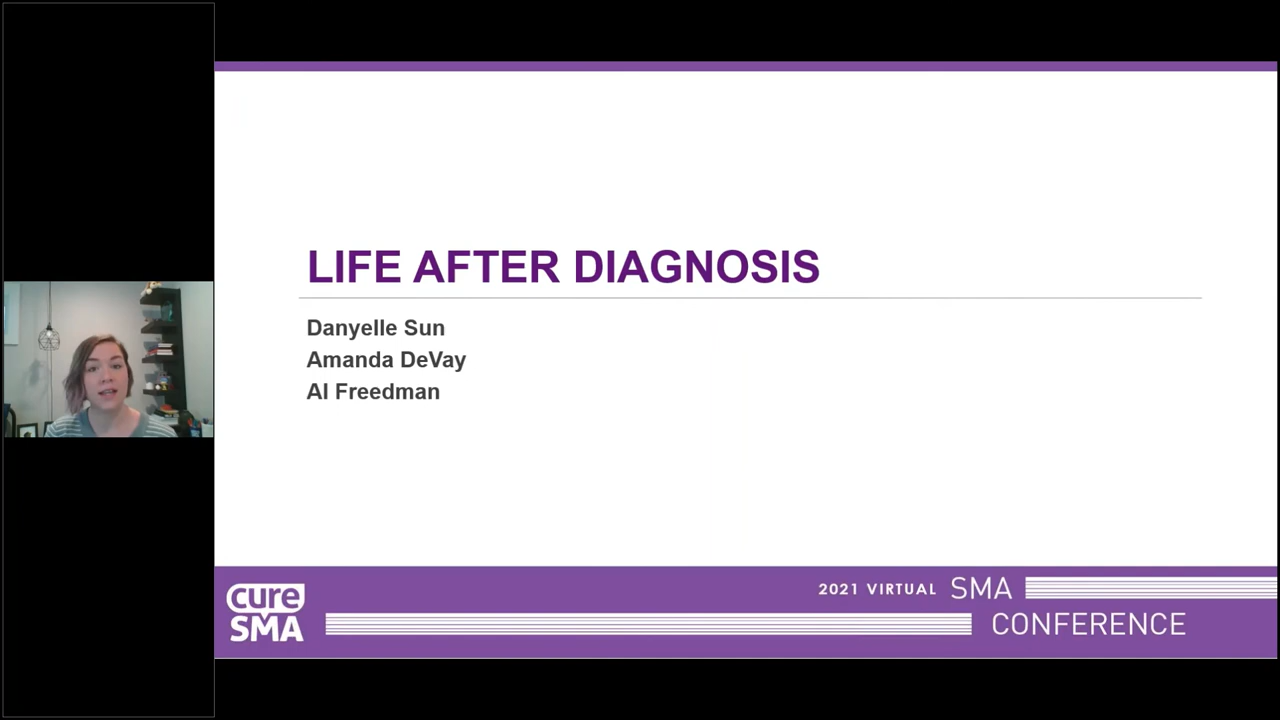 LIFE AFTER DIAGNOSIS
Danyelle Sun
Amanda DeVay
Al Freedman
cure
SMA
2021 VIRTUAL SMA
CONFERENCE